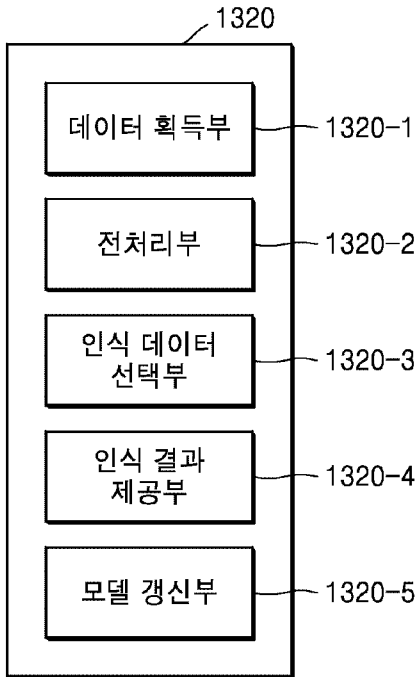 1320
데이터 획득부
1320-1
전처리부
1320-2
인식 데이터
선택부
1320-3
인식 결과
제공부
1320-4
모델 갱신부
1320-5